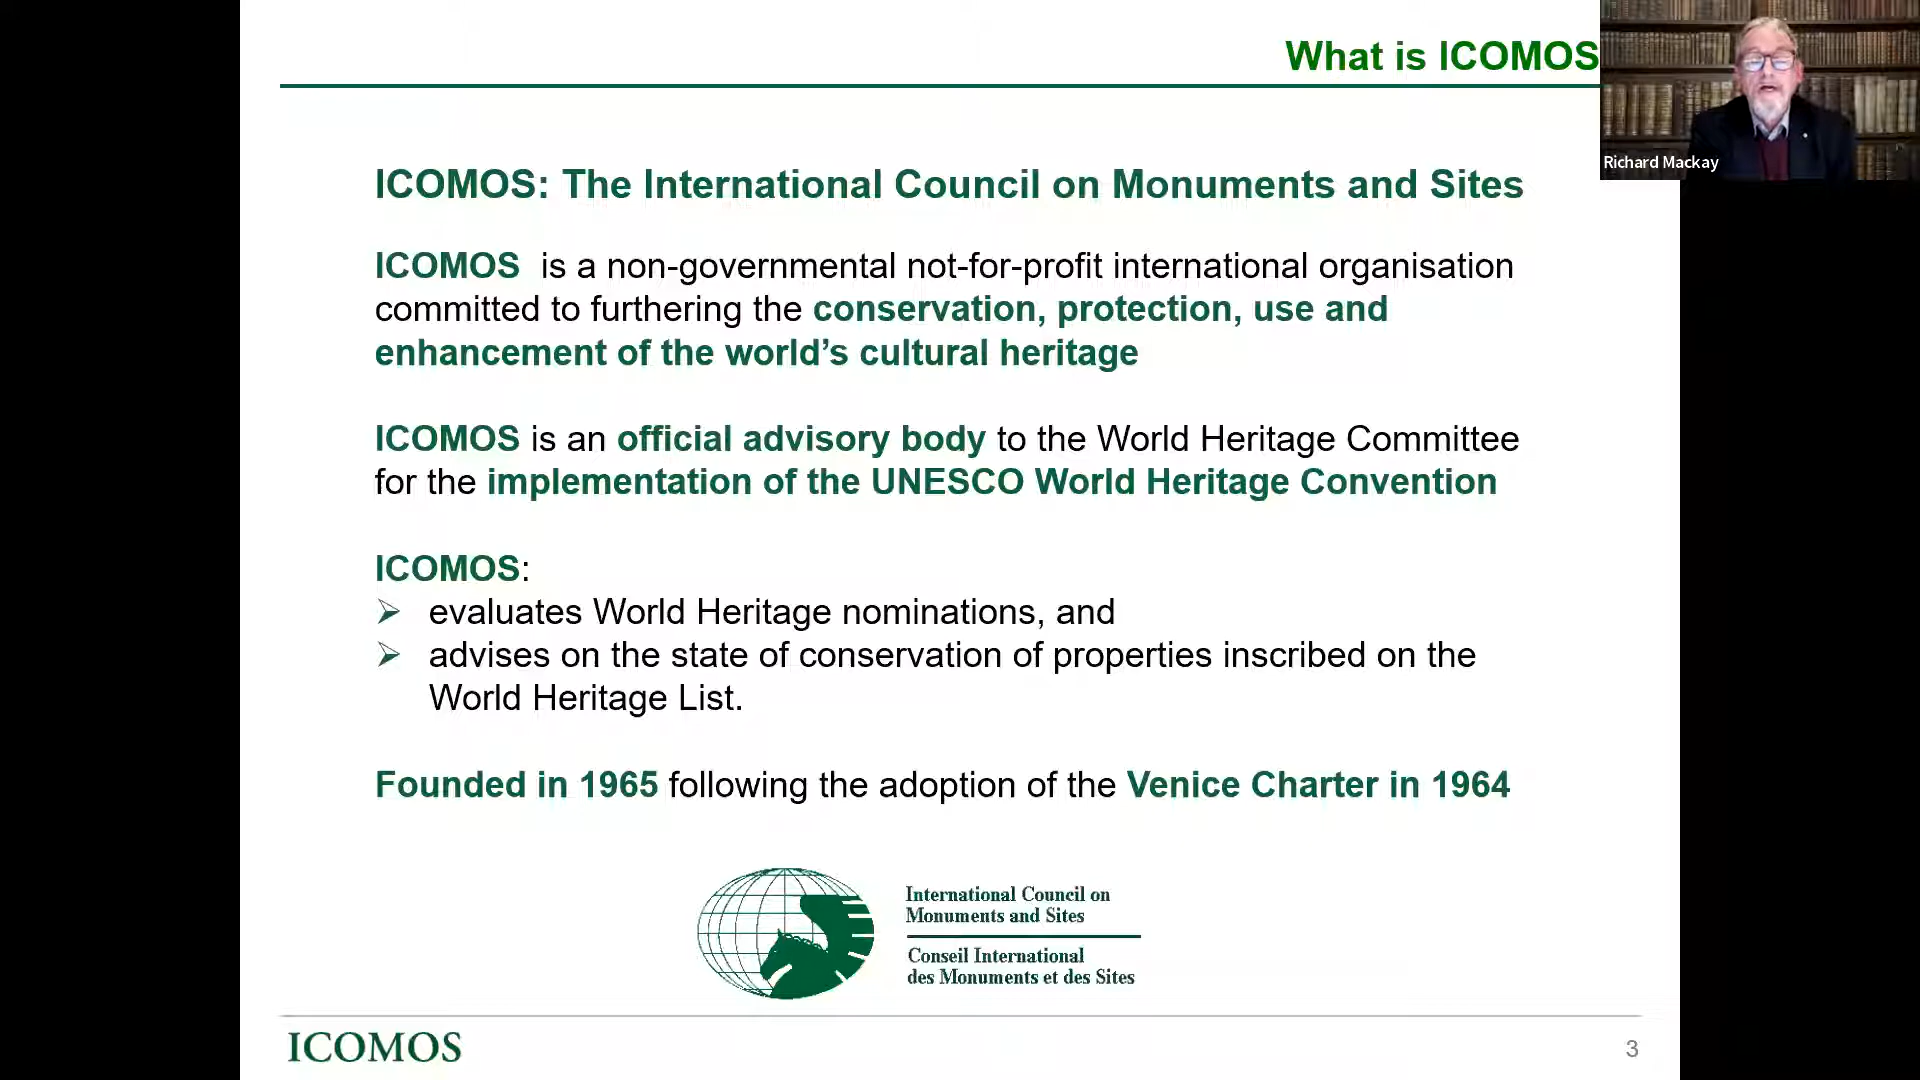 What is ICOMOS
Richard Mackay
ICOMOS: The International Council on Monuments and Sites
ICOMOS is a non-governmental not-for-profit international organisation
committed to furthering the conservation, protection, use and
enhancement of the world’s cultural heritage
ICOMOS is an official advisory body to the World Heritage Committee
for the implementation of the UNESCO World Heritage Convention
ICOMOS:
➢ evaluates World Heritage nominations, and
➢ advises on the state of conservation of properties inscribed on the
World Heritage List.
Founded in 1965 following the adoption of the Venice Charter in 1964
International Council on
Monuments and Sites
Conseil International
des Monuments et des Sites
ICOMOS
3